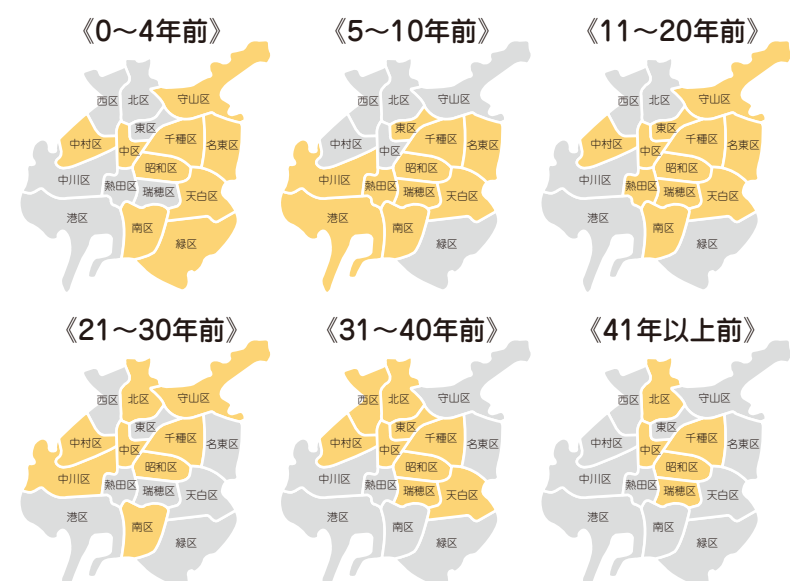 《0〜4年前》
西区
北区
守山区
東区
中村区
中区
千種区
名東区
昭和区
中川区
熱田区
瑞穂区
天白区
港区
南区
緑区
《5〜10年前》
西区
北区
守山区
東区
中村区
中区
千種区
名東区
昭和区
中川区
熱田区
瑞穂区
天白区
港区
南区
緑区
《11〜20年前》
西区
北区
守山区
東区
中村区
中区
千種区
名東区
昭和区
中川区
熱田区
瑞穂区
天白区
港区
南区
緑区
《21〜30年前》
西区
北区
守山区
東区
中村区
中区
千種区
名東区
昭和区
中川区
熱田区
瑞穂区
天白区
港区
南区
緑区
《31〜40年前》
西区
北区
守山区
東区
中村区
中区
千種区
名東区
昭和区
中川区
熱田区
瑞穂区
天白区
港区
南区
緑区
《41年以上前》
西区
北区
守山区
東区
中村区
中区
千種区
名東区
昭和区
中川区
熱田区
瑞穂区
天白区
港区
南区
緑区